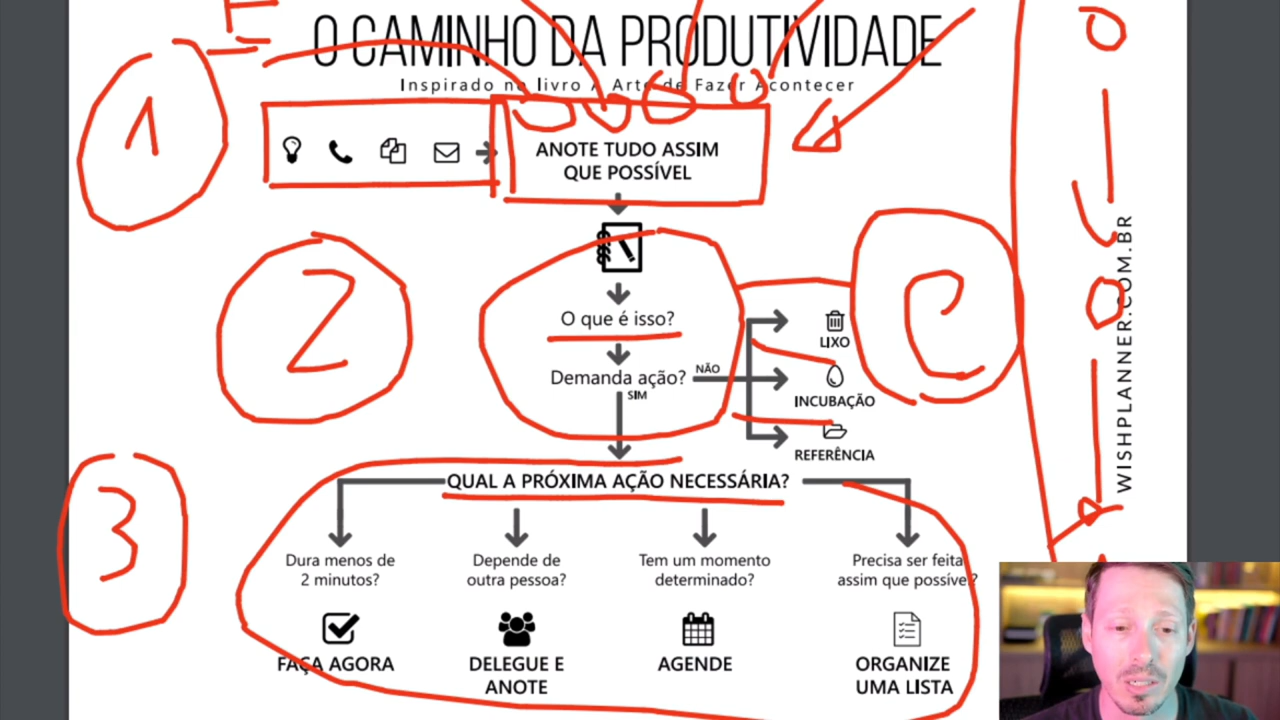 O CAMINHO DA PRODUTIVIDADE
Inspirado no livro A Arte de Fazer Acontecer
1
ANOTE TUDO ASSIM
QUE POSSÍVEL
2
O que é isso?
Demanda ação?
NÃO
SIM
LIXO
INCUBAÇÃO
REFERÊNCIA
WISHPLANNER.COM.BR
3
QUAL A PRÓXIMA AÇÃO NECESSÁRIA?
Dura menos de
2 minutos?
FAÇA AGORA
Depende de
outra pessoa?
DELEGUE E
ANOTE
Tem um momento
determinado?
AGENDE
Precisa ser feita
assim que possível?
ORGANIZE
UMA LISTA